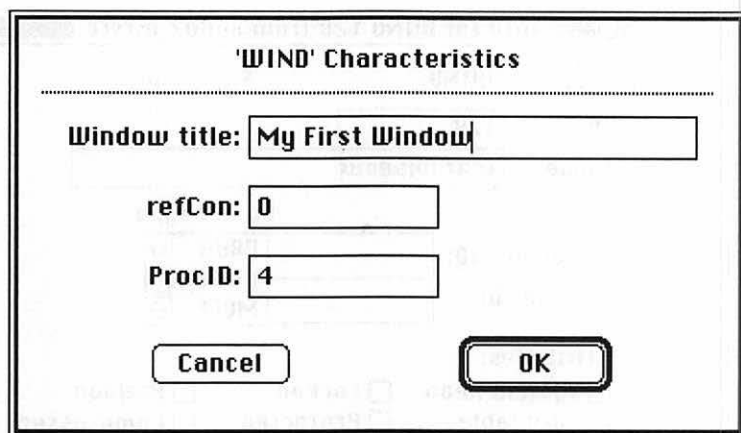 'WIND' Characteristics
Window title: My First Window
refCon: 0
ProcID: 4
Cancel OK